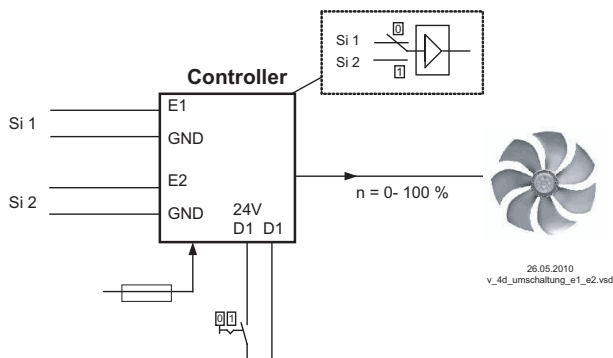 0
Si 1
Si 2
1
Controller
E1
Si 1
GND
E2
Si 2
GND
24V
D1 D1
n = 0- 100 %
26.05.2010
v_4d_umschaltung_e1_e2.vsd
0 1